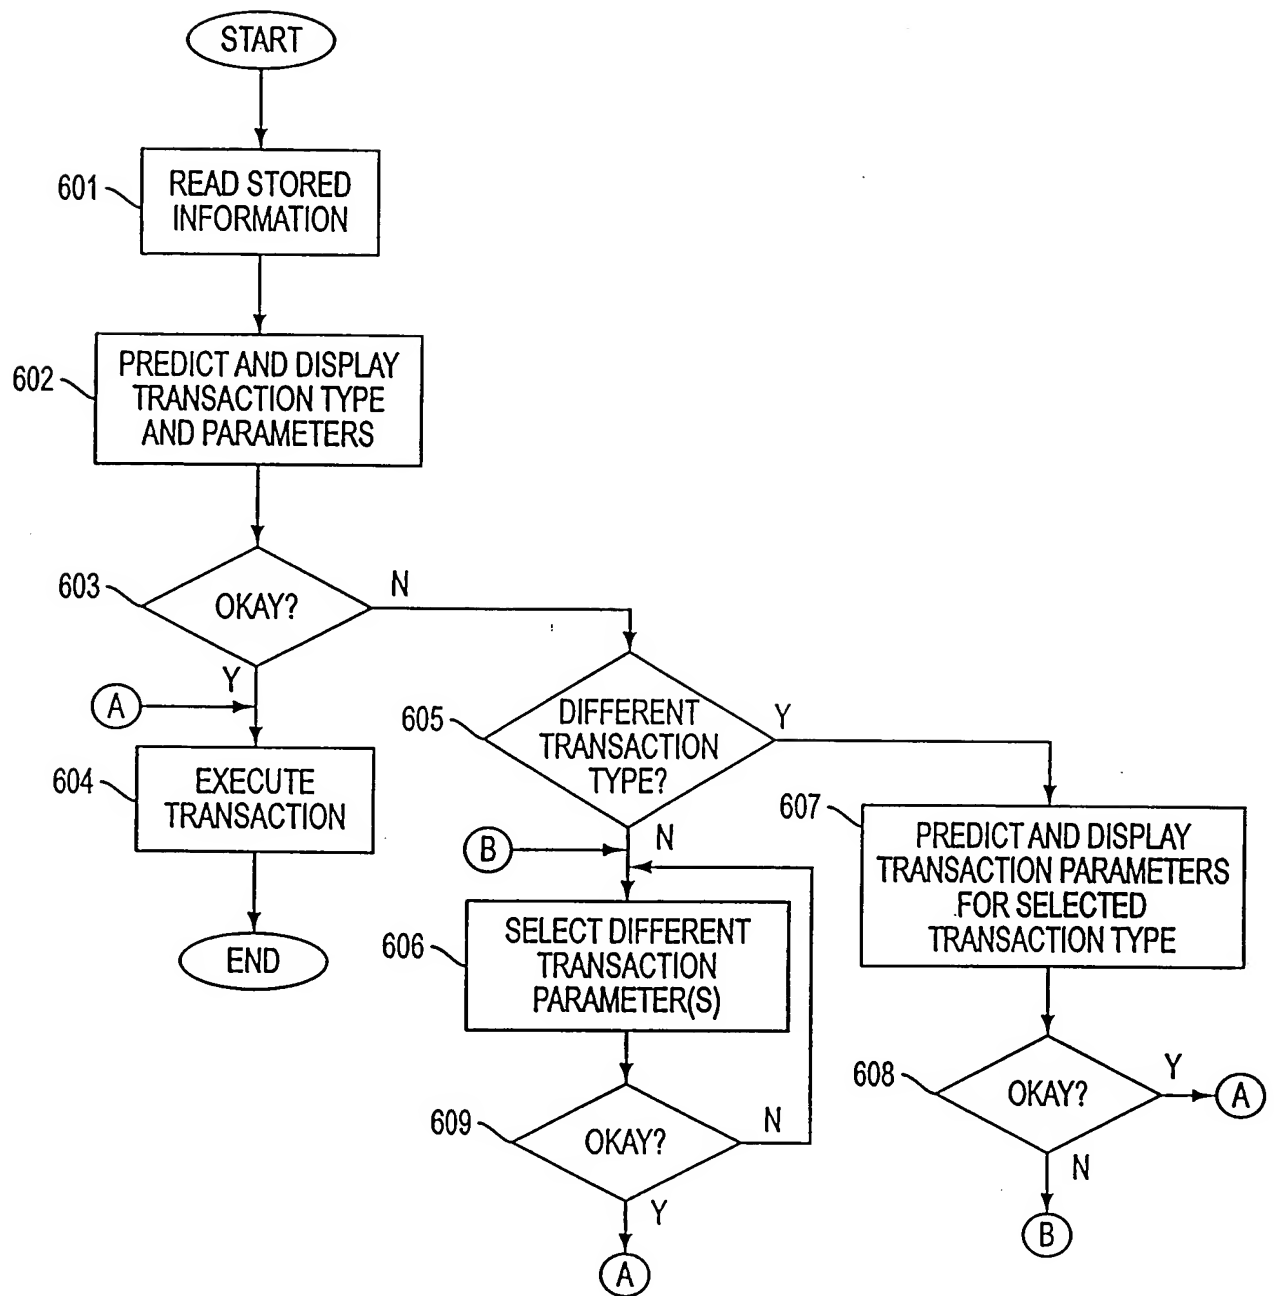 START
601
READ STORED
INFORMATION
602
PREDICT AND DISPLAY
TRANSACTION TYPE
AND PARAMETERS
603
OKAY?
N
Y
A
604
EXECUTE
TRANSACTION
END
605
DIFFERENT
TRANSACTION
TYPE?
Y
N
B
606
SELECT DIFFERENT
TRANSACTION
PARAMETER(S)
609
OKAY?
N
Y
A
607
PREDICT AND DISPLAY
TRANSACTION PARAMETERS
FOR SELECTED
TRANSACTION TYPE
608
OKAY?
Y
A
N
B